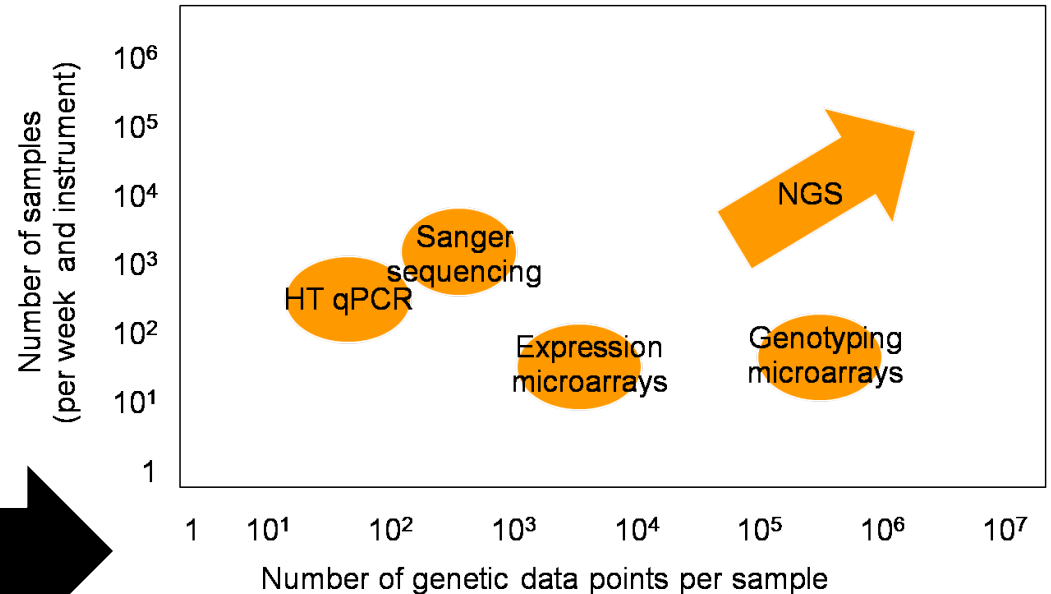 Number of samples
(per week and instrument)
10⁶
10⁵
10⁴
10³
10²
10¹
1
NGS
Sanger
sequencing
HT qPCR
Expression
microarrays
Genotyping
microarrays
1 10¹ 10² 10³ 10⁴ 10⁵ 10⁶ 10⁷
Number of genetic data points per sample